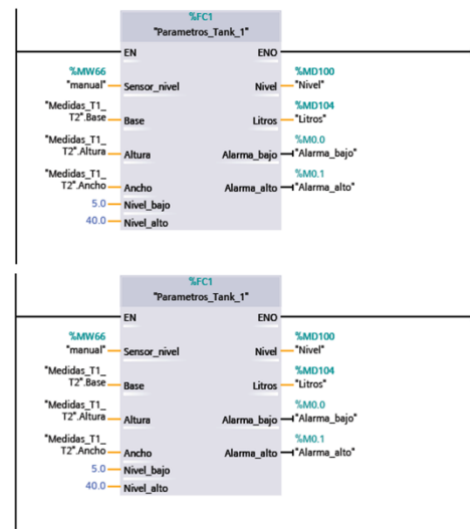 %FC1
"Parametros_Tank_1"
EN ENO
%MW66 %MD100
"manual" Sensor_nivel Nivel "Nivel"
"Medidas_T1_ %MD104
T2".Base Base Litros "Litros"
"Medidas_T1_ %M0.0
T2".Altura Altura Alarma_bajo "Alarma_bajo"
"Medidas_T1_ %M0.1
T2".Ancho Ancho Alarma_alto "Alarma_alto"
5.0 Nivel_bajo
40.0 Nivel_alto
%FC1
"Parametros_Tank_1"
EN ENO
%MW66 %MD100
"manual" Sensor_nivel Nivel "Nivel"
"Medidas_T1_ %MD104
T2".Base Base Litros "Litros"
"Medidas_T1_ %M0.0
T2".Altura Altura Alarma_bajo "Alarma_bajo"
"Medidas_T1_ %M0.1
T2".Ancho Ancho Alarma_alto "Alarma_alto"
5.0 Nivel_bajo
40.0 Nivel_alto